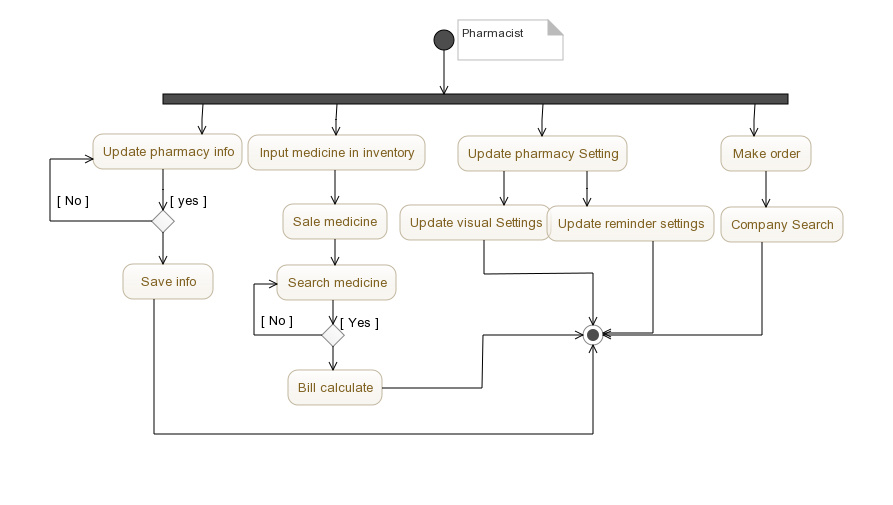 Pharmacist
Update pharmacy info
Input medicine in inventory
Update pharmacy Setting
Make order
[ No ]
[ yes ]
Sale medicine
Update visual Settings
Update reminder settings
Company Search
Save info
Search medicine
[ No ]
[ Yes ]
Bill calculate